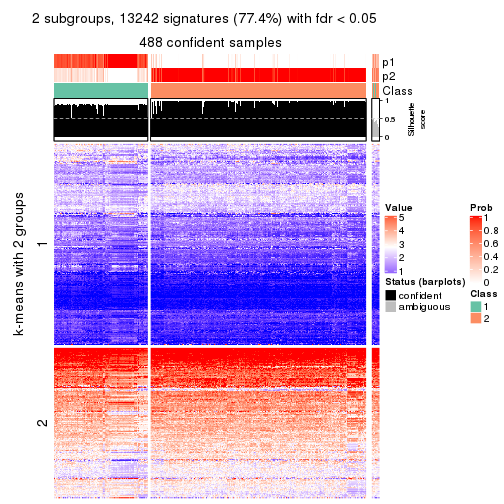 2 subgroups, 13242 signatures (77.4%) with fdr < 0.05
488 confident samples
p1
p2
Class
1
0.5
0
Silhouette
score
k-means with 2 groups
1
2
Value
5
4
3
2
1
Status (barplots)
confident
ambiguous
Prob
1
0.8
0.6
0.4
0.2
0
Class
1
2